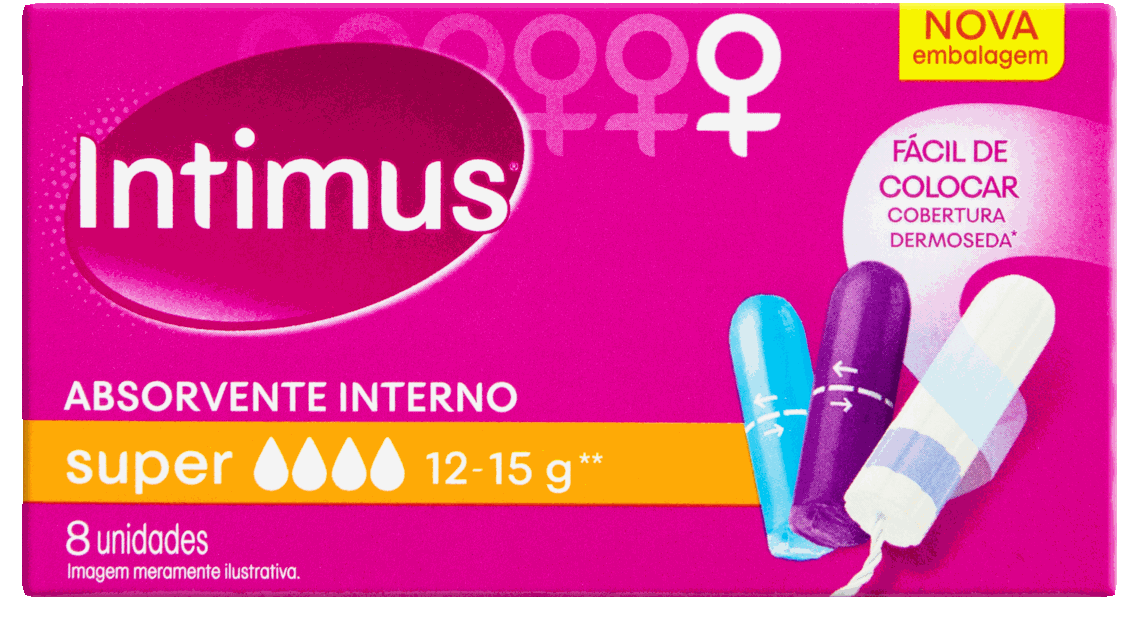 NOVA
embalagem
Intimus®
FÁCIL DE
COLOCAR
COBERTURA
DERMOSEDA*
ABSORVENTE INTERNO
super 12-15 g**
8 unidades
Imagem meramente ilustrativa.